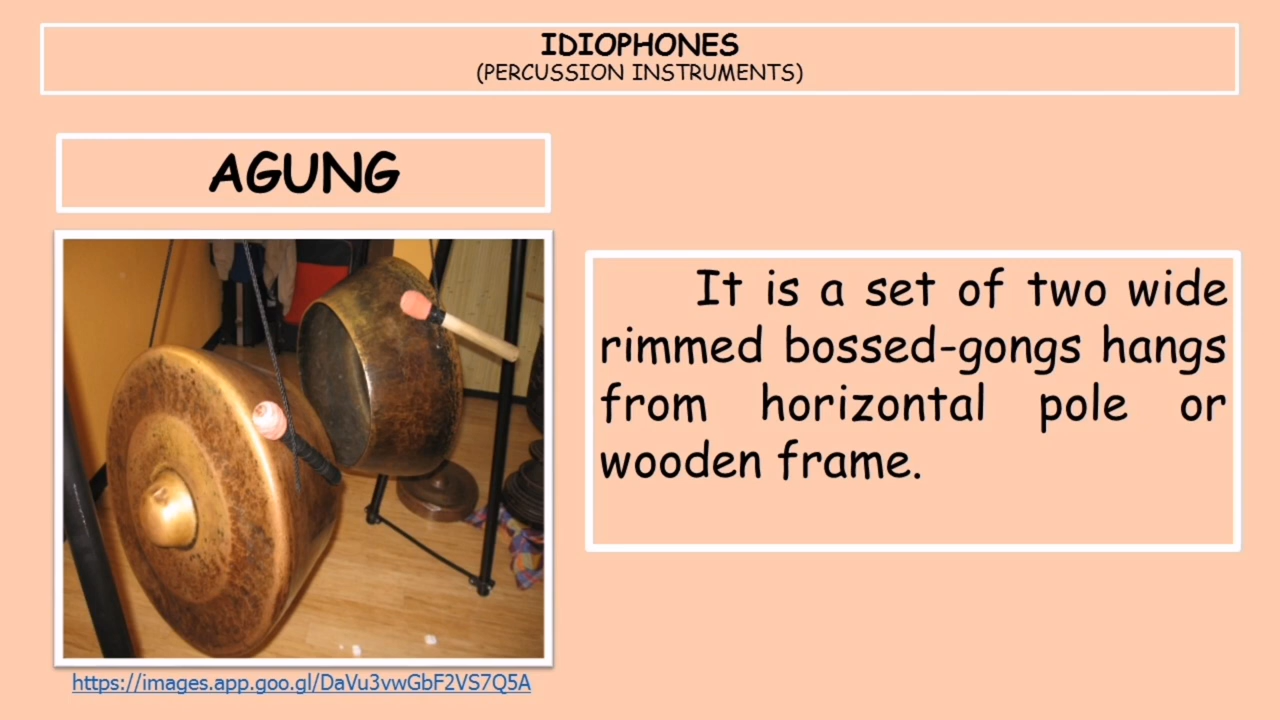 IDIOPHONES
(PERCUSSION INSTRUMENTS)
AGUNG
It is a set of two wide
rimmed bossed-gongs hangs
from horizontal pole or
wooden frame.
https://images.app.goo.gl/DaVu3vwGbF2VS7Q5A